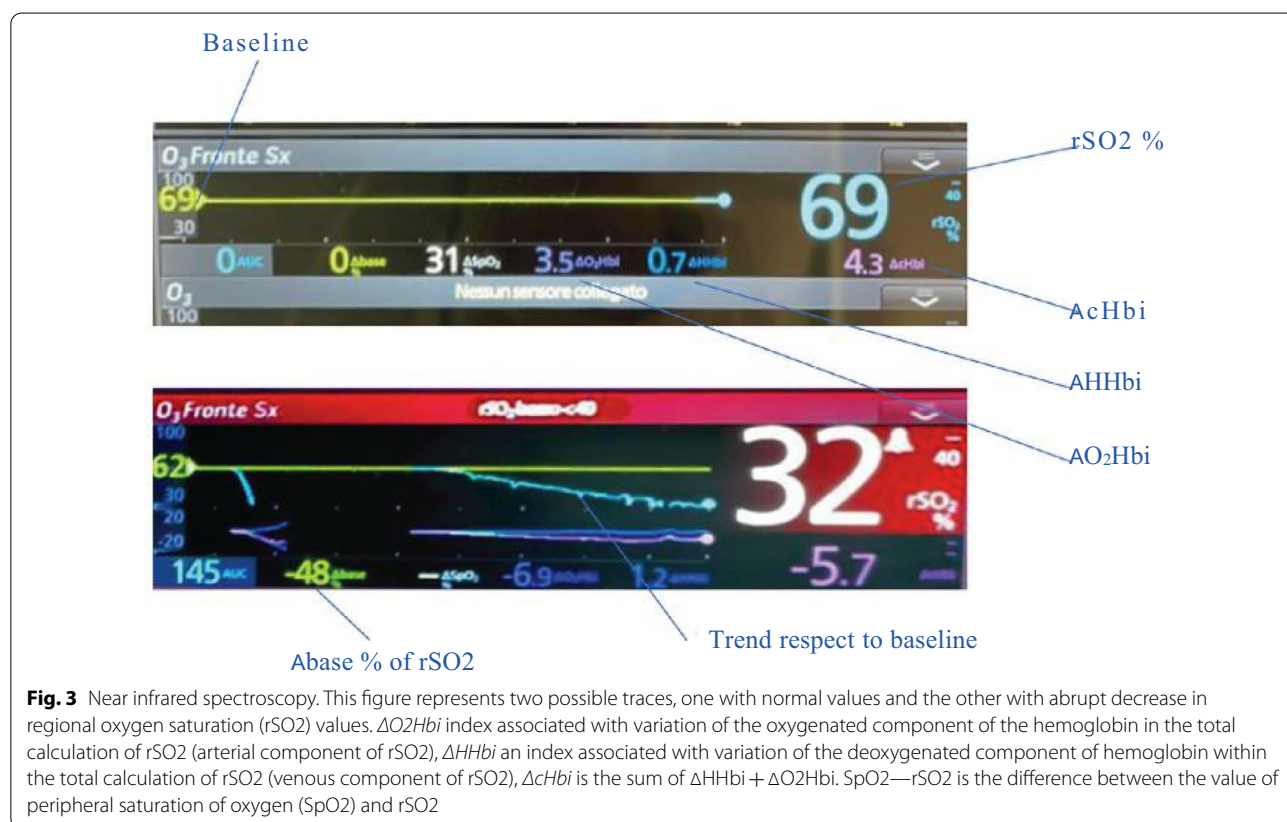 Baseline
O₃ Fronte Sx
100
69
30
69
40
rSO₂
%
rSO2 %
0 AUC 0 Δbase % 31 ΔSpO₂ % 3.5 ΔO₂Hbi 0.7 ΔHHbi 4.3 ΔcHbi
O₃ Nessun sensore collegato
100
AcHbi
AHHbi
AO₂Hbi
O₃ Fronte Sx rSO₂ basso <40
100
62
30
20
-20
32
40
rSO₂
%
145 AUC -48 Δbase % ΔSpO₂ % -6.9 ΔO₂Hbi 1.2 ΔHHbi -5.7
Trend respect to baseline
Abase % of rSO2
Fig. 3 Near infrared spectroscopy. This figure represents two possible traces, one with normal values and the other with abrupt decrease in
regional oxygen saturation (rSO2) values. ΔO2Hbi index associated with variation of the oxygenated component of the hemoglobin in the total
calculation of rSO2 (arterial component of rSO2), ΔHHbi an index associated with variation of the deoxygenated component of hemoglobin within
the total calculation of rSO2 (venous component of rSO2), ΔcHbi is the sum of ΔHHbi + ΔO2Hbi. SpO2—rSO2 is the difference between the value of
peripheral saturation of oxygen (SpO2) and rSO2